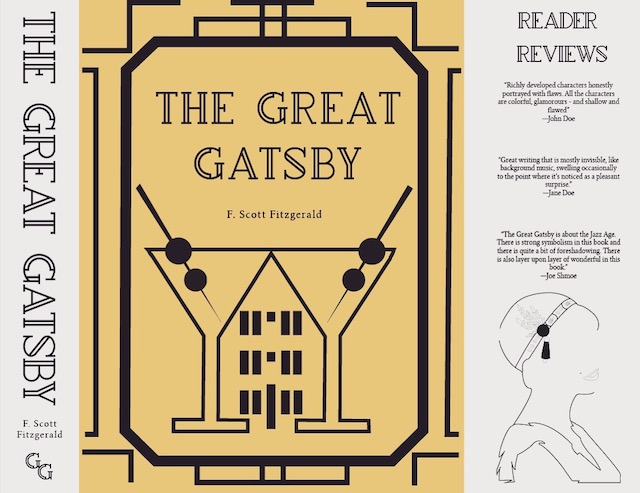 THE GREAT GATSBY
F. Scott
Fitzgerald
GG
THE GREAT
GATSBY
F. Scott Fitzgerald
READER
REVIEWS
"Richly developed characters honestly
portrayed with flaws. All the characters
are colorful, glamorours - and shallow and
flawed"
—John Doe
"Great writing that is mostly invisible, like
background music, swelling occasionally
to the point where it's noticed as a pleasant
surprise."
—Jane Doe
"The Great Gatsby is about the Jazz Age.
There is strong symbolism in this book and
there is quite a bit of foreshadowing. There
is also layer upon layer of wonderful in this
book."
—Joe Shmoe